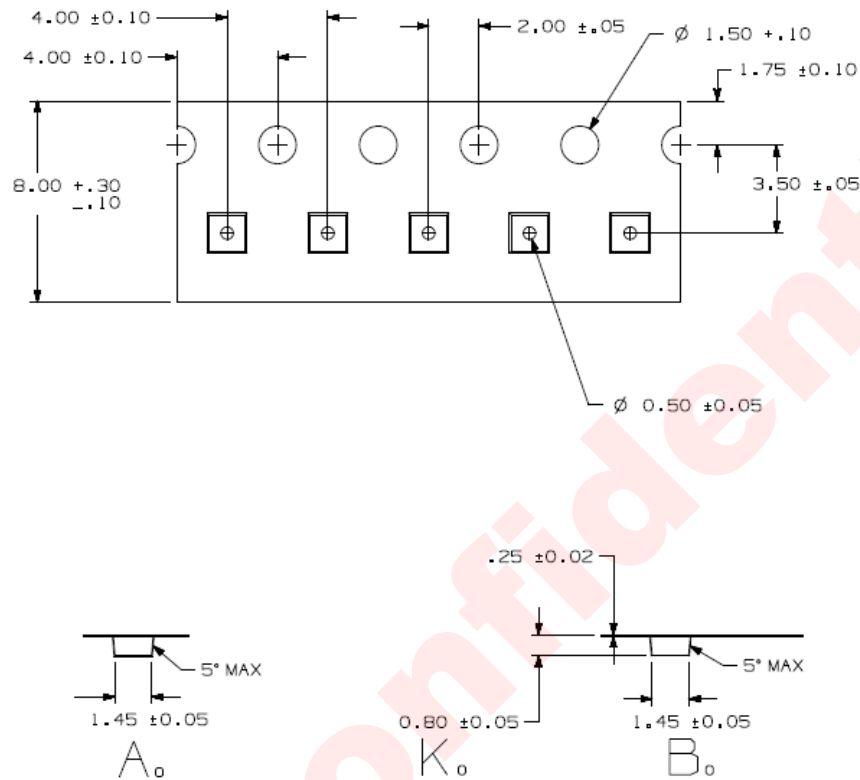 4.00 ±0.10
2.00 ±.05
Ø 1.50 +.10
4.00 ±0.10
1.75 ±0.10
8.00 +.30
-.10
3.50 ±.05
Ø 0.50 ±0.05
.25 ±0.02
5° MAX
5° MAX
1.45 ±0.05
0.80 ±0.05
1.45 ±0.05
A₀
K₀
B₀
onfident